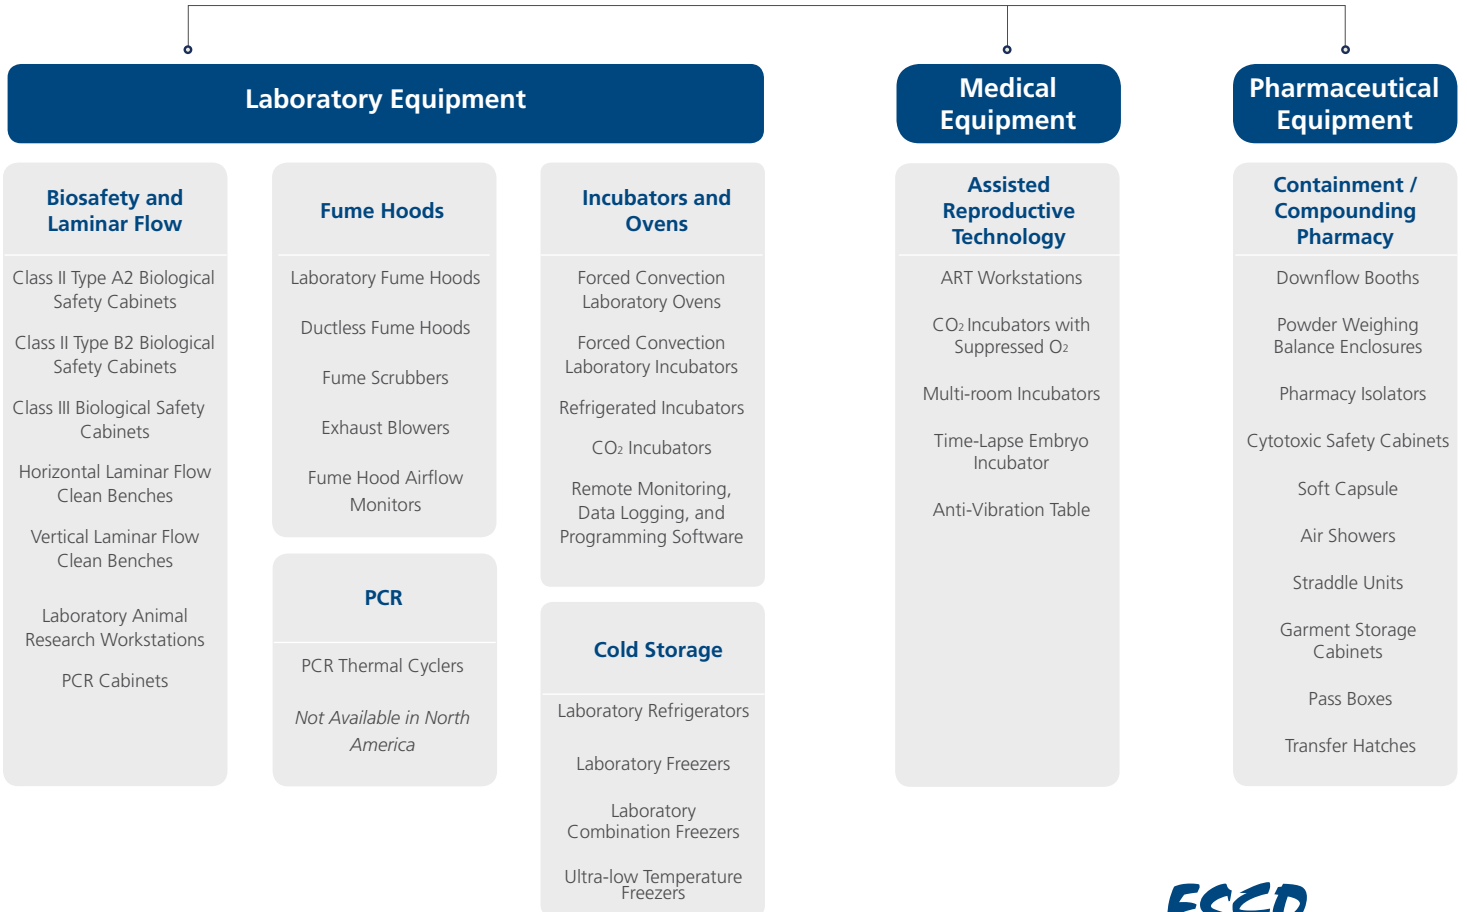 Laboratory Equipment
Medical
Equipment
Pharmaceutical
Equipment
Biosafety and
Laminar Flow
Class II Type A2 Biological
Safety Cabinets
Class II Type B2 Biological
Safety Cabinets
Class III Biological Safety
Cabinets
Horizontal Laminar Flow
Clean Benches
Vertical Laminar Flow
Clean Benches
Laboratory Animal
Research Workstations
PCR Cabinets
Fume Hoods
Laboratory Fume Hoods
Ductless Fume Hoods
Fume Scrubbers
Exhaust Blowers
Fume Hood Airflow
Monitors
PCR
PCR Thermal Cyclers
Not Available in North
America
Incubators and
Ovens
Forced Convection
Laboratory Ovens
Forced Convection
Laboratory Incubators
Refrigerated Incubators
CO₂ Incubators
Remote Monitoring,
Data Logging, and
Programming Software
Cold Storage
Laboratory Refrigerators
Laboratory Freezers
Laboratory
Combination Freezers
Ultra-low Temperature
Freezers
Assisted
Reproductive
Technology
ART Workstations
CO₂ Incubators with
Suppressed O₂
Multi-room Incubators
Time-Lapse Embryo
Incubator
Anti-Vibration Table
Containment /
Compounding
Pharmacy
Downflow Booths
Powder Weighing
Balance Enclosures
Pharmacy Isolators
Cytotoxic Safety Cabinets
Soft Capsule
Air Showers
Straddle Units
Garment Storage
Cabinets
Pass Boxes
Transfer Hatches